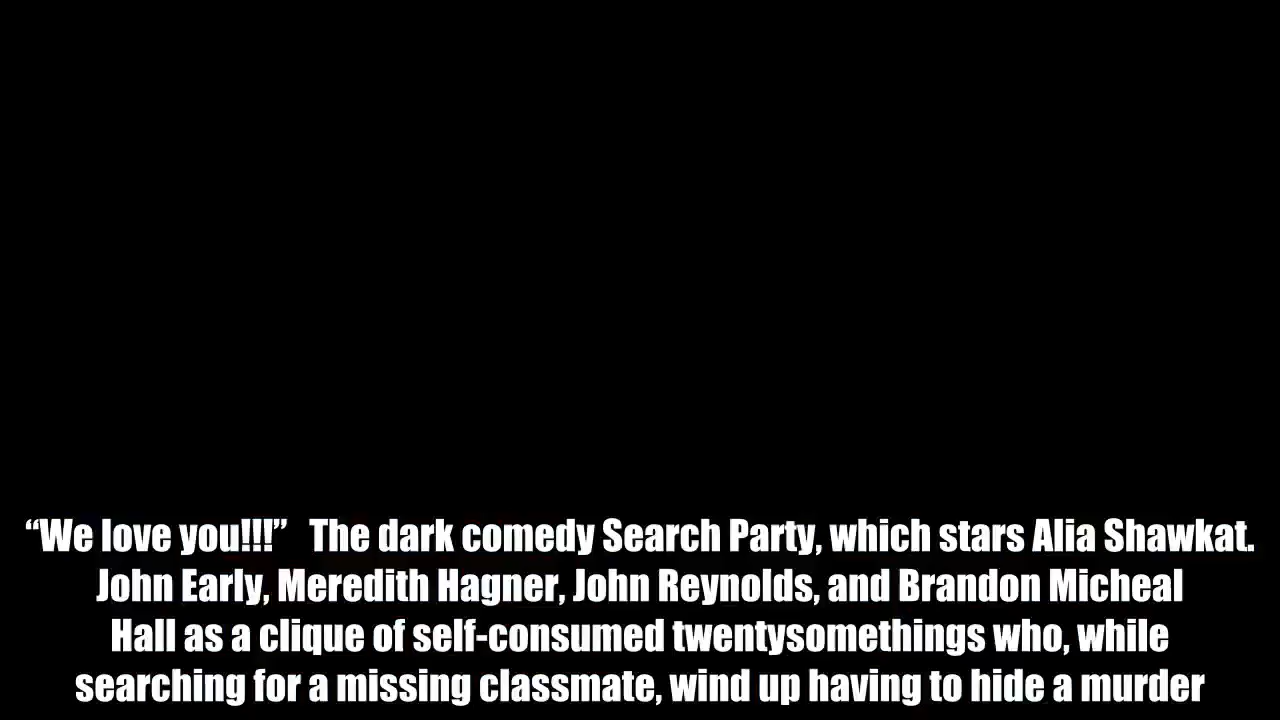 “We love you!!!”   The dark comedy Search Party, which stars Alia Shawkat.
John Early, Meredith Hagner, John Reynolds, and Brandon Micheal
Hall as a clique of self-consumed twentysomethings who, while
searching for a missing classmate, wind up having to hide a murder